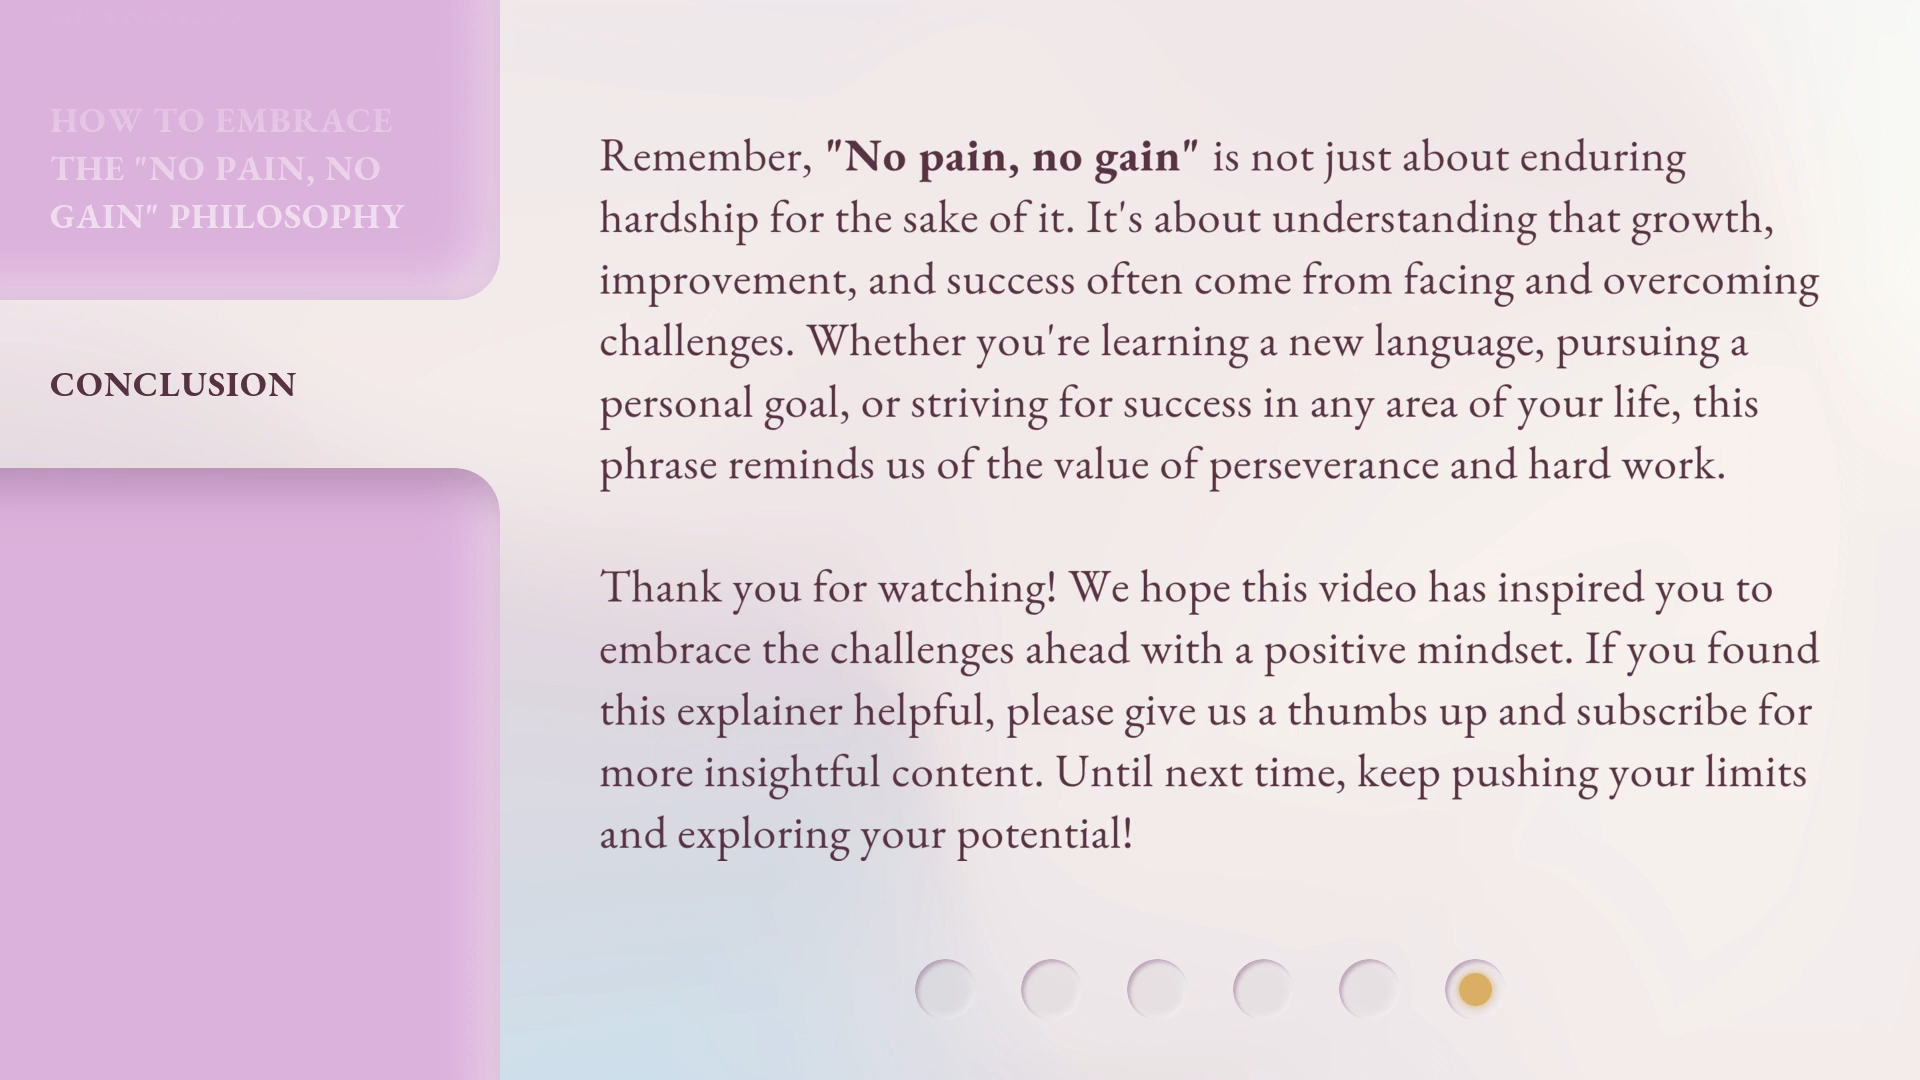 HOW TO EMBRACE
THE "NO PAIN, NO
GAIN" PHILOSOPHY
CONCLUSION
Remember, "No pain, no gain" is not just about enduring
hardship for the sake of it. It's about understanding that growth,
improvement, and success often come from facing and overcoming
challenges. Whether you're learning a new language, pursuing a
personal goal, or striving for success in any area of your life, this
phrase reminds us of the value of perseverance and hard work.
Thank you for watching! We hope this video has inspired you to
embrace the challenges ahead with a positive mindset. If you found
this explainer helpful, please give us a thumbs up and subscribe for
more insightful content. Until next time, keep pushing your limits
and exploring your potential!